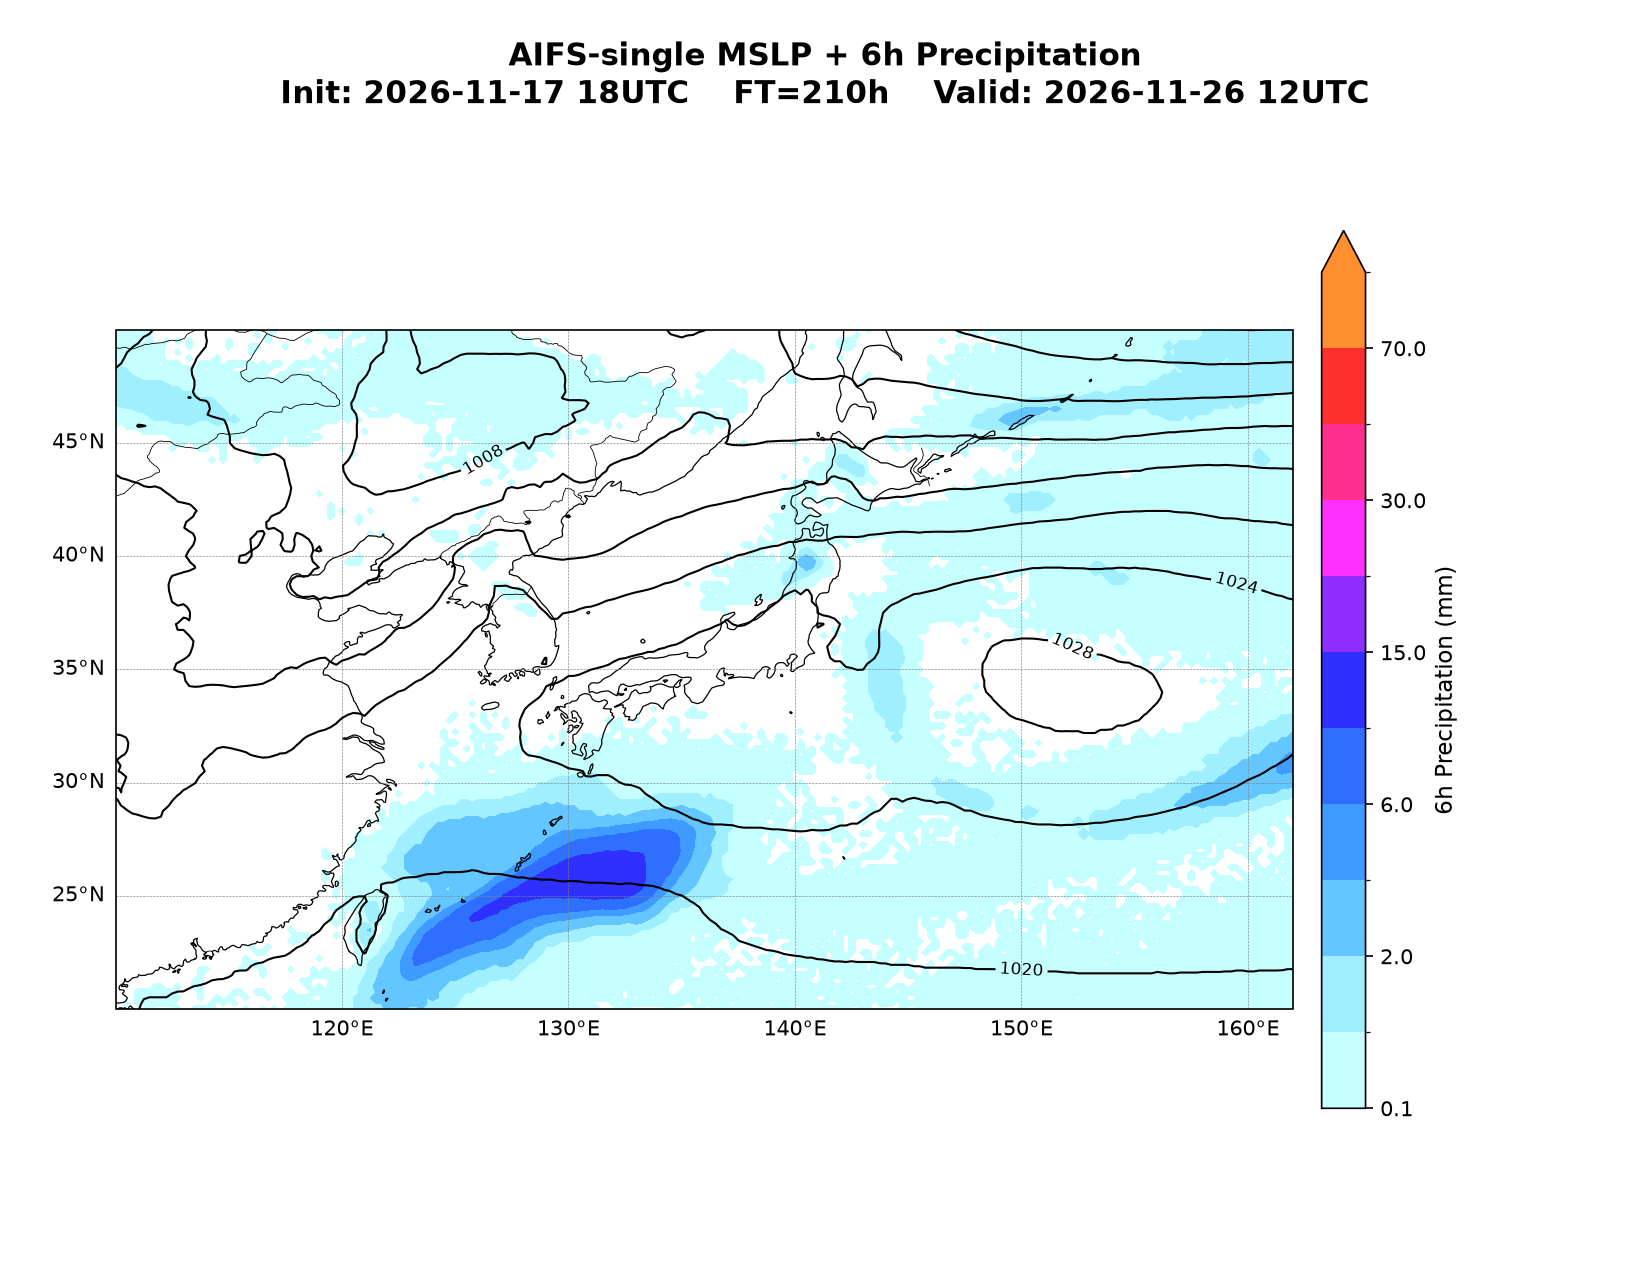 AIFS-single MSLP + 6h Precipitation
Init: 2026-11-17 18UTC    FT=210h    Valid: 2026-11-26 12UTC
70.0
30.0
15.0
6.0
2.0
0.1
6h Precipitation (mm)
45°N
40°N
35°N
30°N
25°N
1008
1024
1028
1020
120°E
130°E
140°E
150°E
160°E